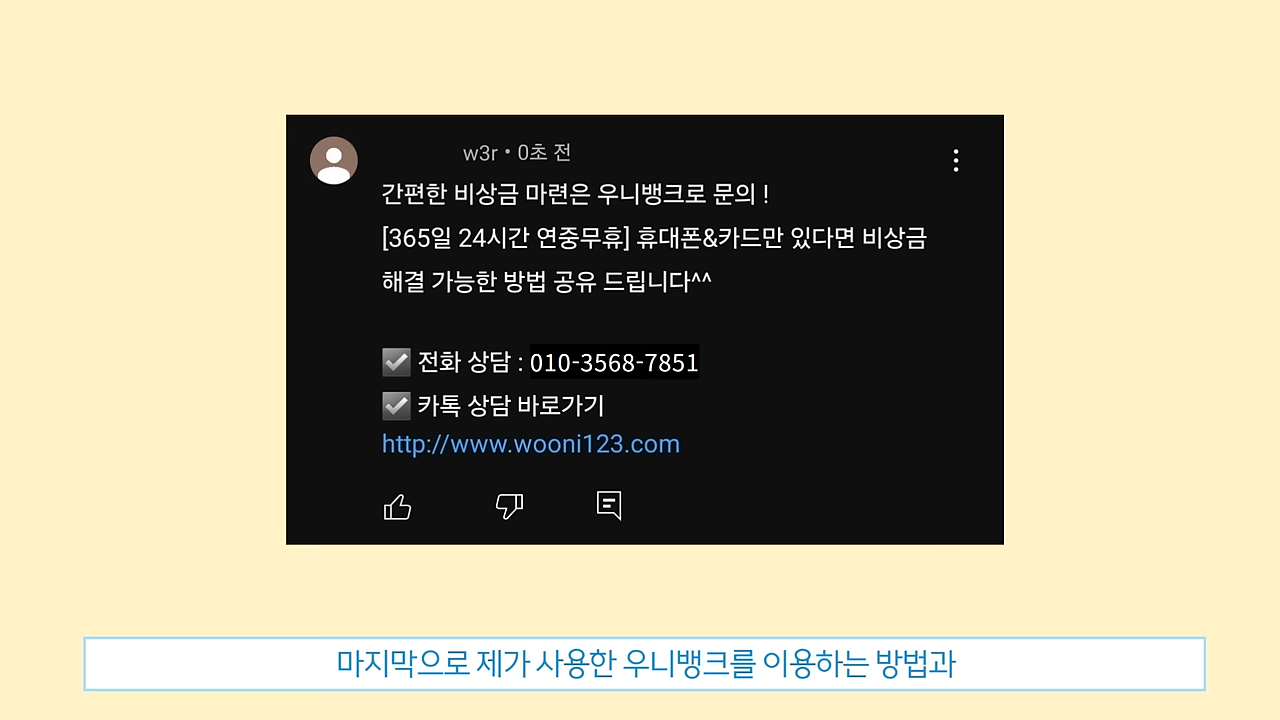 w3r • 0초 전
간편한 비상금 마련은 우니뱅크로 문의 !
[365일 24시간 연중무휴] 휴대폰&카드만 있다면 비상금
해결 가능한 방법 공유 드립니다^^
전화 상담 : 010-3568-7851
카톡 상담 바로가기
http://www.wooni123.com
마지막으로 제가 사용한 우니뱅크를 이용하는 방법과